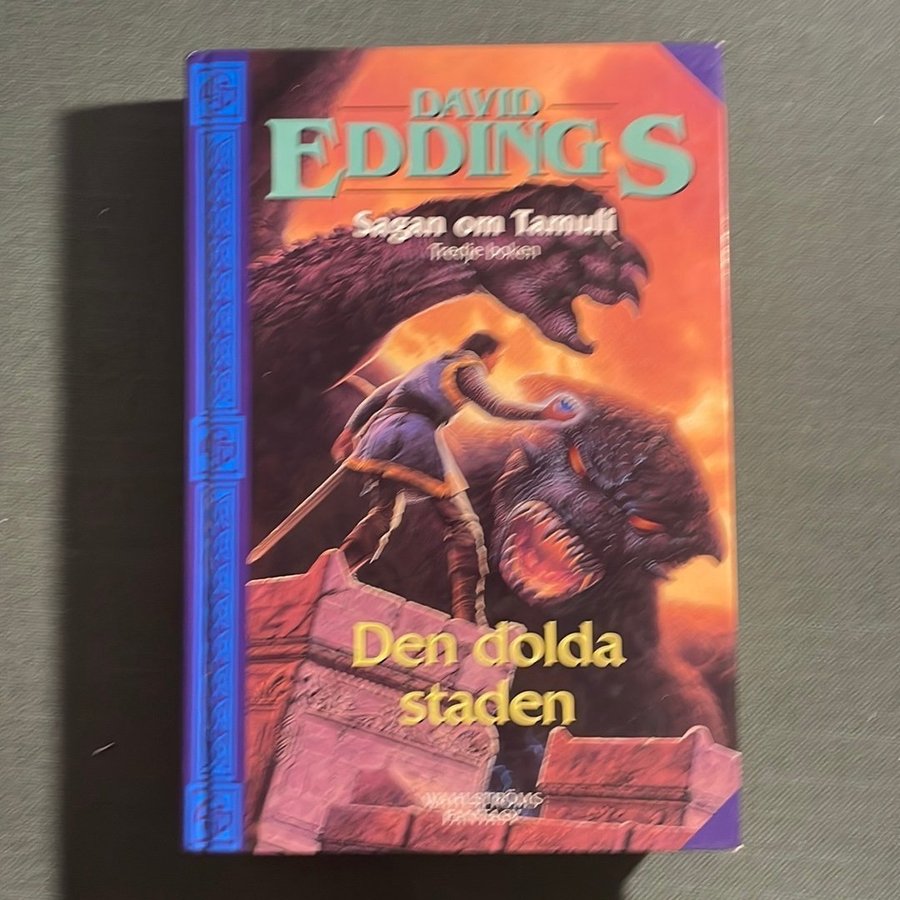 DAVID
EDDINGS
Sagan om Tamuli
Tredje boken
Den dolda
staden
WAHLSTRÖMS
FANTASY